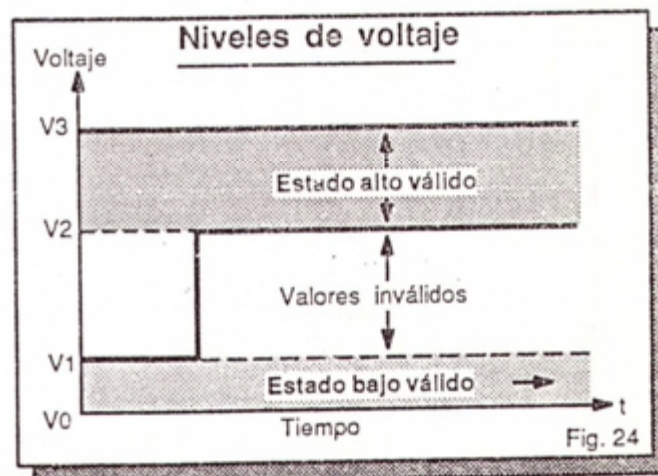 Niveles de voltaje
Voltaje
V3
Estado alto válido
V2
Valores inválidos
V1
Estado bajo válido
V0
t
Tiempo
Fig. 24